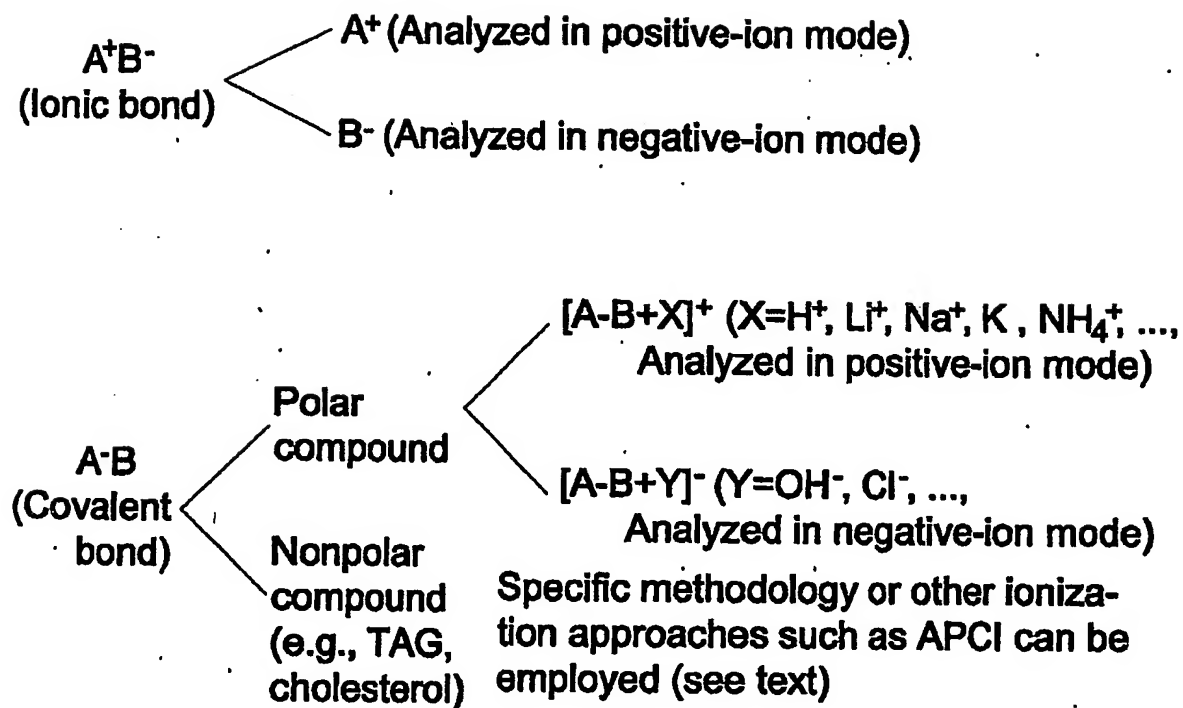 A⁺B⁻
(Ionic bond)
A⁺ (Analyzed in positive-ion mode)
B⁻ (Analyzed in negative-ion mode)
A-B
(Covalent
bond)
Polar
compound
[A-B+X]⁺ (X=H⁺, Li⁺, Na⁺, K , NH₄⁺, ...,
Analyzed in positive-ion mode)
[A-B+Y]⁻ (Y=OH⁻, Cl⁻, ...,
Analyzed in negative-ion mode)
Nonpolar
compound
(e.g., TAG,
cholesterol)
Specific methodology or other ioniza-
tion approaches such as APCI can be
employed (see text)